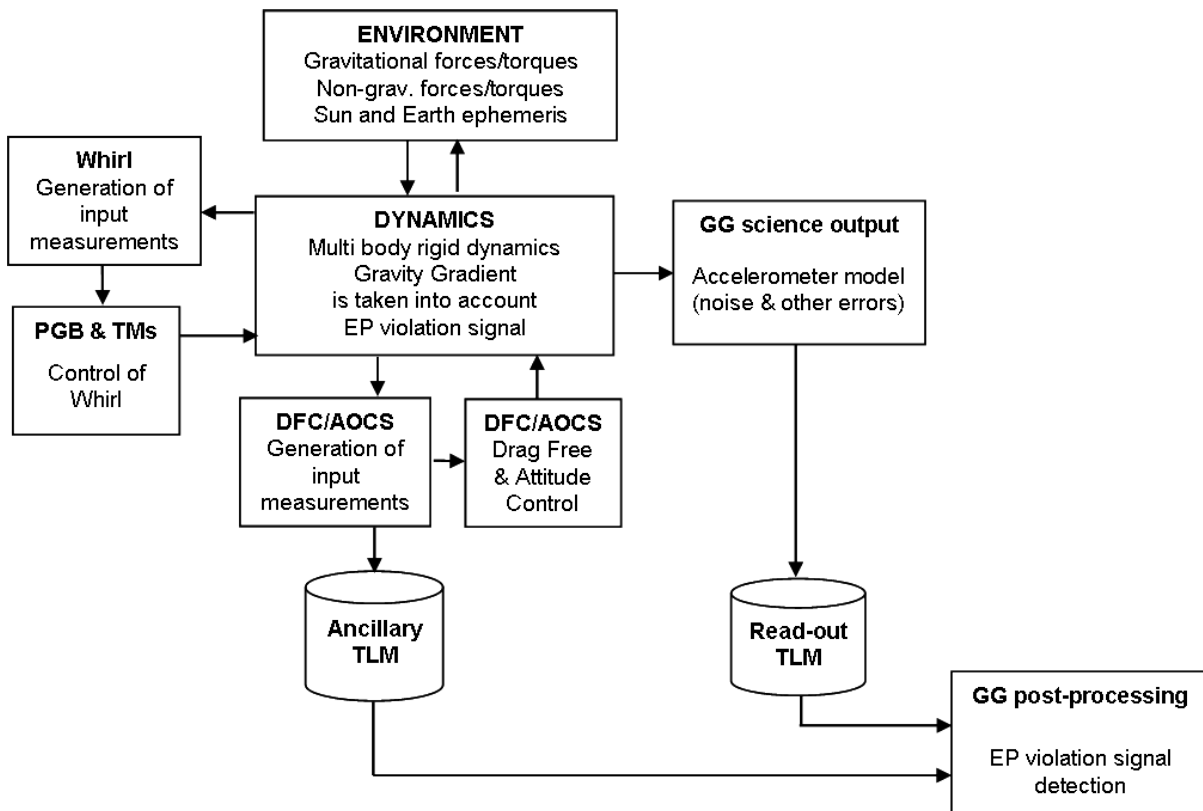 ENVIRONMENT
Gravitational forces/torques
Non-grav. forces/torques
Sun and Earth ephemeris
Whirl
Generation of
input
measurements
DYNAMICS
Multi body rigid dynamics
Gravity Gradient
is taken into account
EP violation signal
GG science output
Accelerometer model
(noise & other errors)
PGB & TMs
Control of
Whirl
DFC/AOCS
Generation of
input
measurements
DFC/AOCS
Drag Free
& Attitude
Control
Ancillary
TLM
Read-out
TLM
GG post-processing
EP violation signal
detection